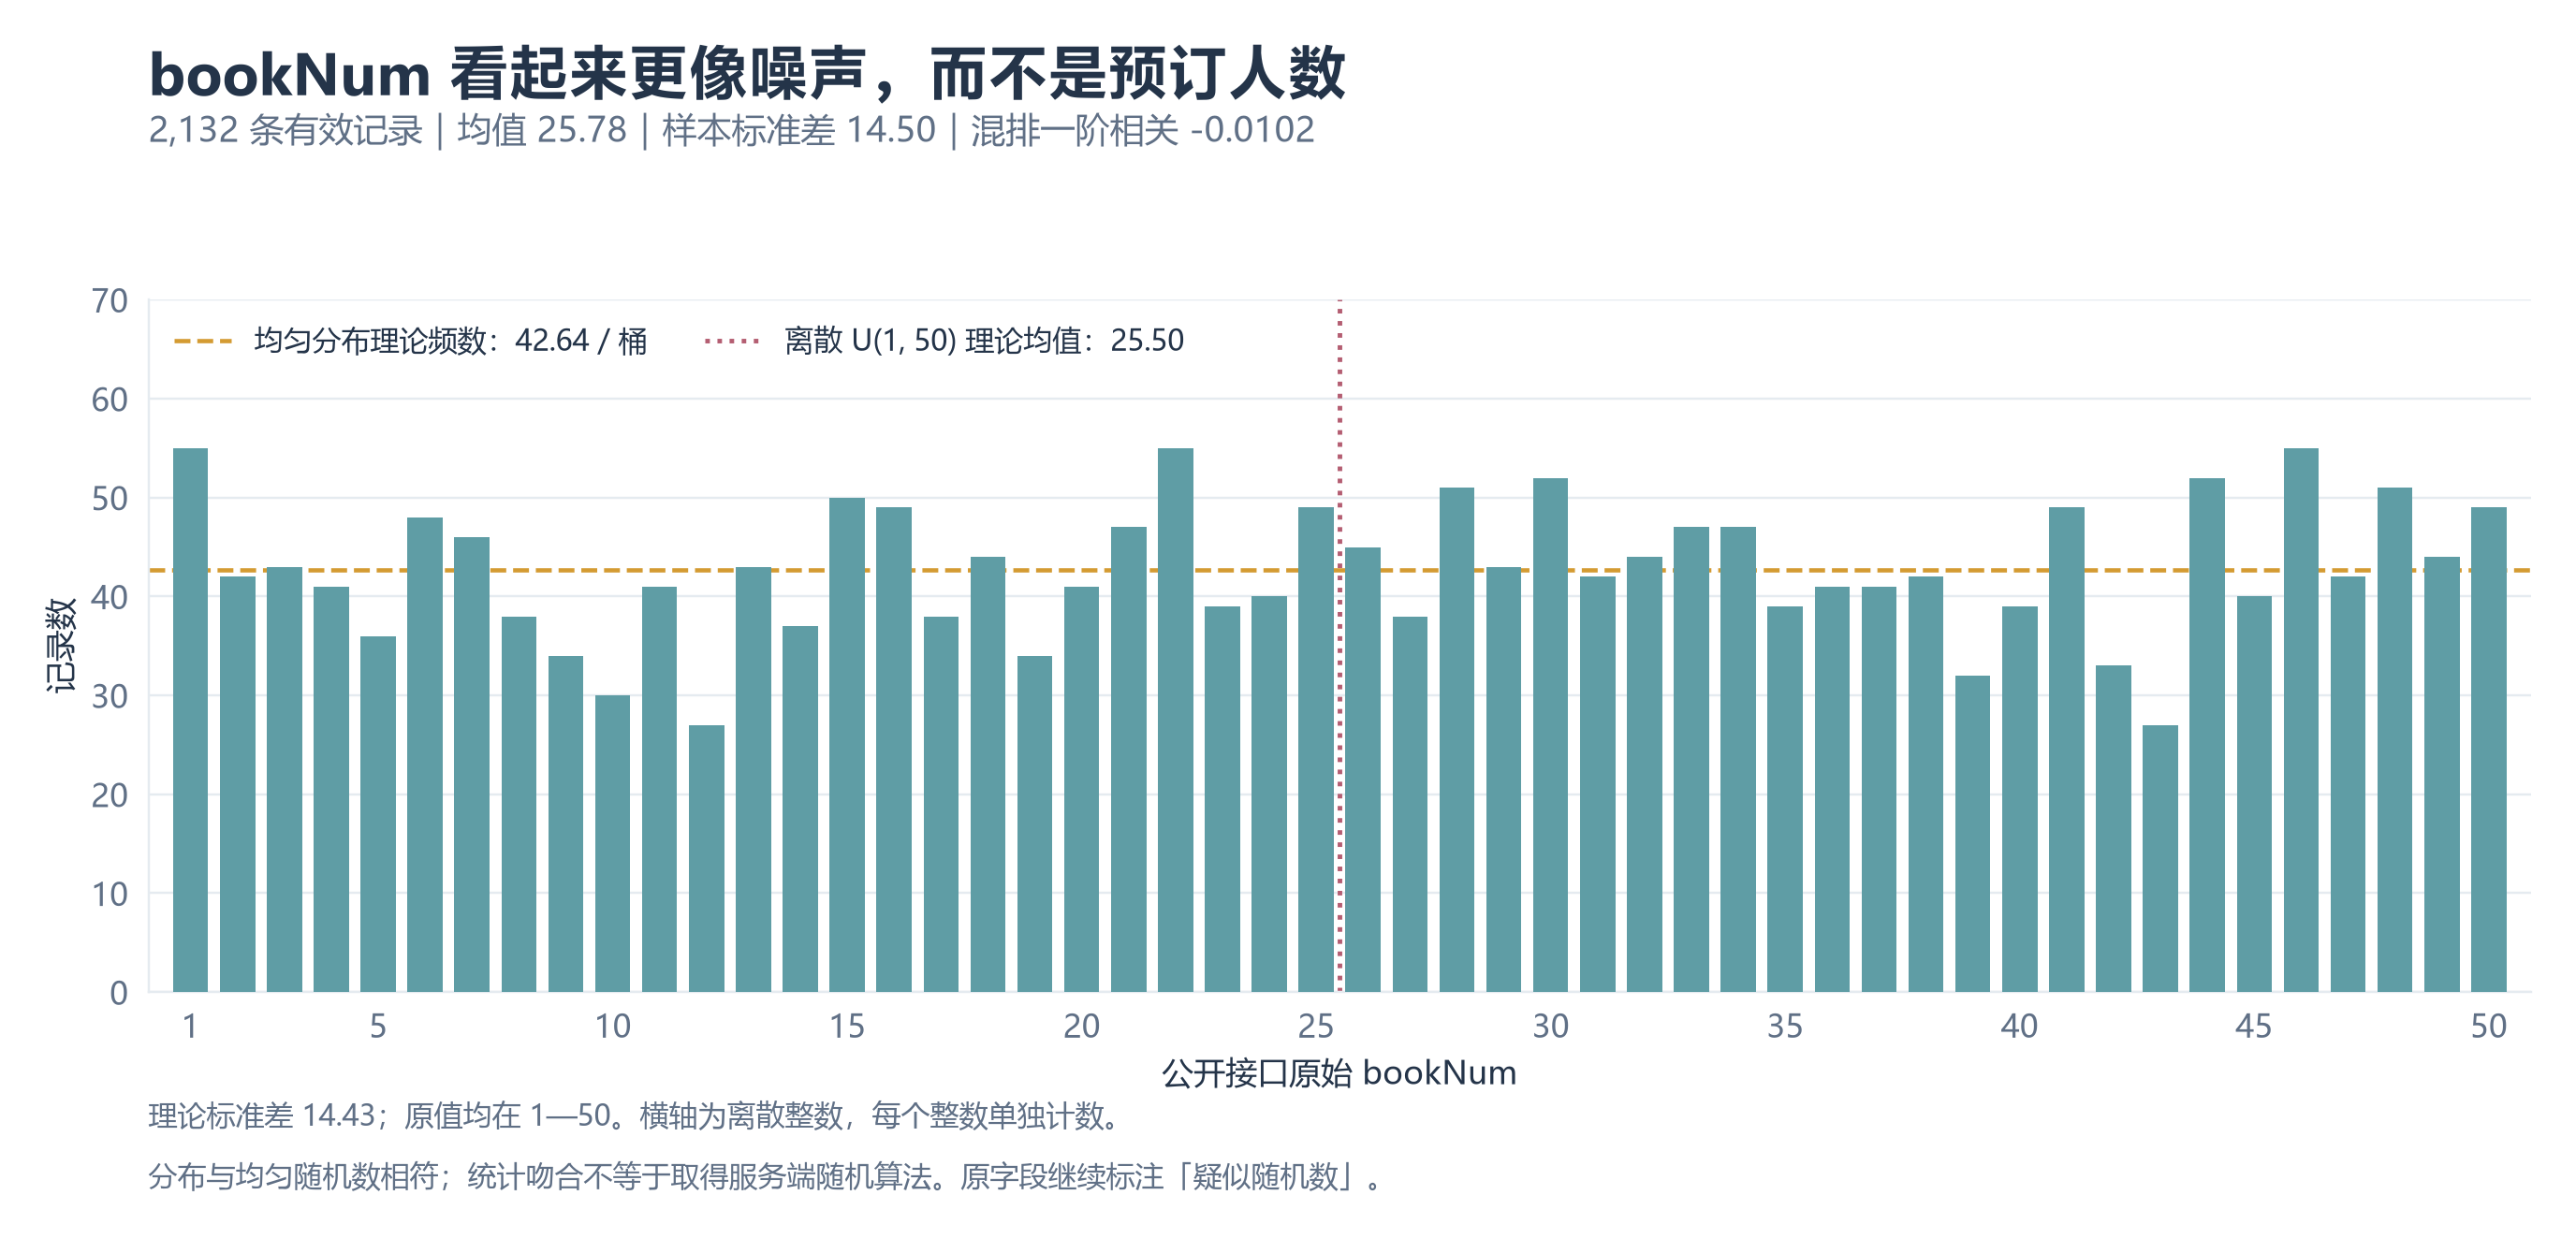 bookNum 看起来更像噪声，而不是预订人数
2,132 条有效记录 | 均值 25.78 | 样本标准差 14.50 | 混排一阶相关 -0.0102
均匀分布理论频数：42.64 / 桶
离散 U(1, 50) 理论均值：25.50
70
60
50
40
30
20
10
0
记录数
1 5 10 15 20 25 30 35 40 45 50
公开接口原始 bookNum
理论标准差 14.43；原值均在 1—50。横轴为离散整数，每个整数单独计数。
分布与均匀随机数相符；统计吻合不等于取得服务端随机算法。原字段继续标注「疑似随机数」。